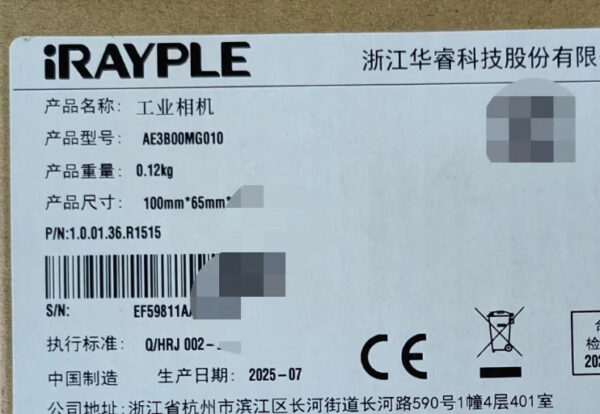 iRAYPLE
浙江华睿科技股份有限
产品名称： 工业相机
产品型号： AE3B00MG010
产品重量： 0.12kg
产品尺寸： 100mm*65mm*
P/N:1.0.01.36.R1515
S/N: EF59811A
执行标准： Q/HRJ 002-
中国制造 生产日期： 2025-07
公司地址:浙江省杭州市滨江区长河街道长河路590号1幢4层401室
CE
检
202